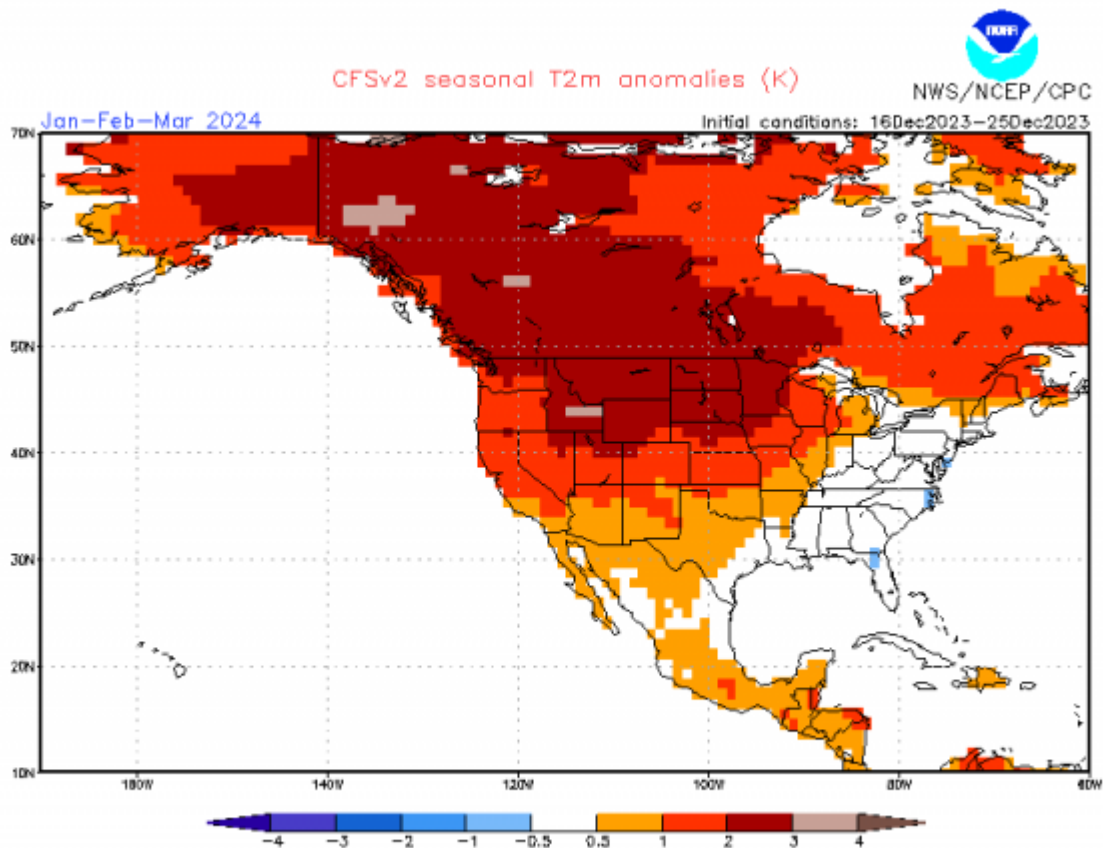 NOAA
CFSv2 seasonal T2m anomalies (K)
NWS/NCEP/CPC
Jan-Feb-Mar 2024
Initial conditions: 16Dec2023-25Dec2023
70N
60N
50N
40N
30N
20N
10N
180W 140W 120W 100W 80W 60W
-4 -3 -2 -1 -0.5 0.5 1 2 3 4